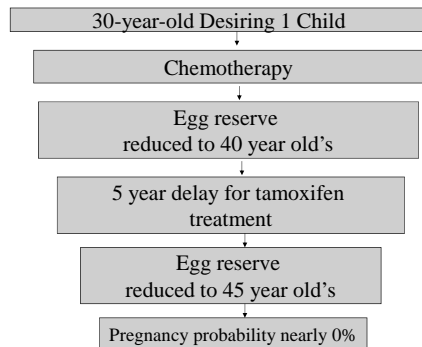 30-year-old Desiring 1 Child
Chemotherapy
Egg reserve
reduced to 40 year old's
5 year delay for tamoxifen
treatment
Egg reserve
reduced to 45 year old's
Pregnancy probability nearly 0%